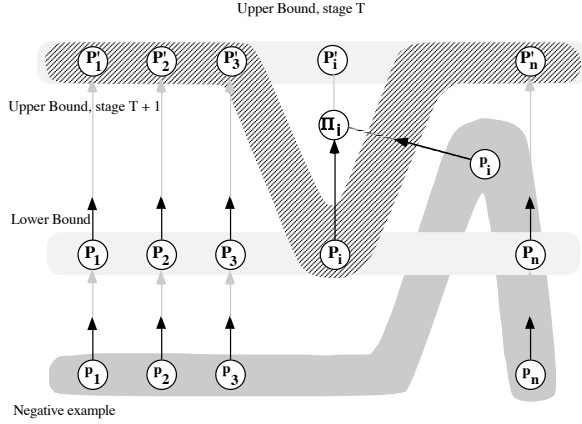 Upper Bound, stage T
P'1 P'2 P'3 P'i P'n
Upper Bound, stage T + 1
Πj
pi
Lower Bound
P1 P2 P3 Pi Pn
p1 p2 p3 pn
Negative example